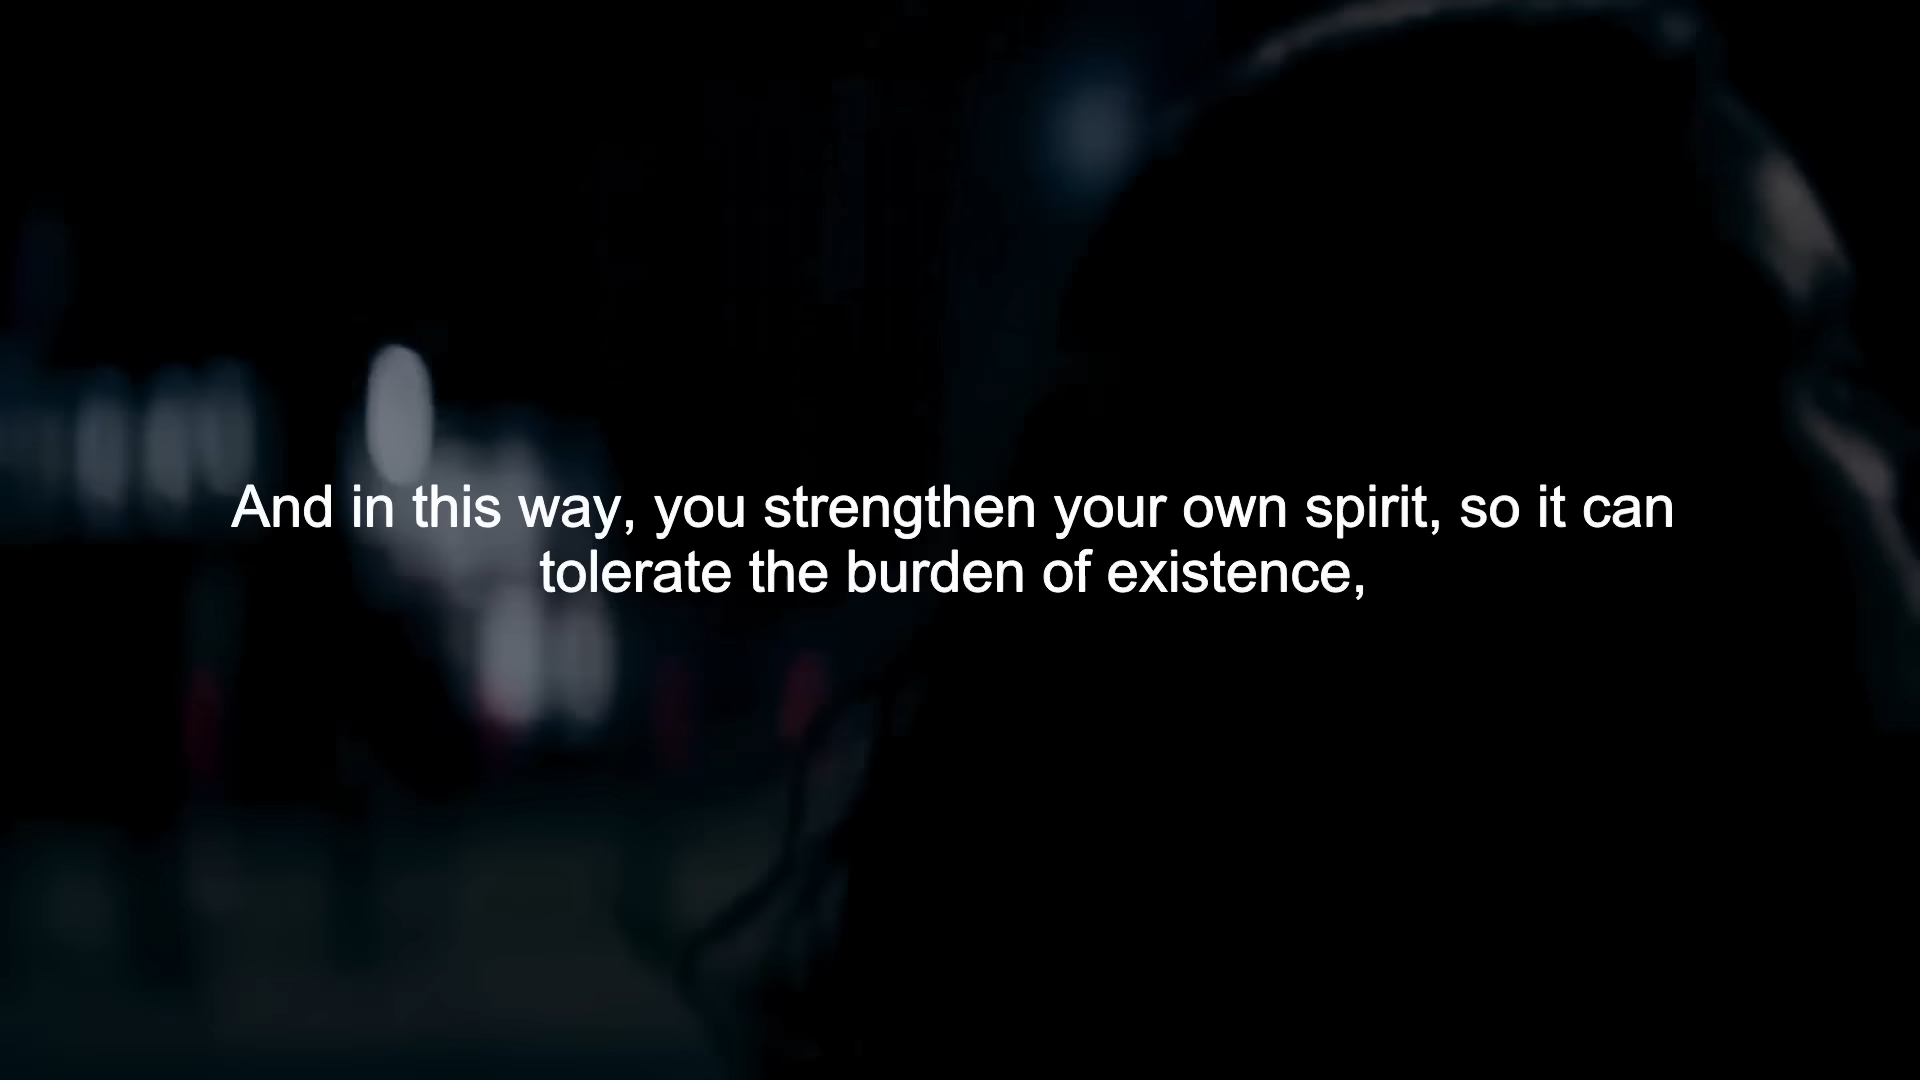 And in this way, you strengthen your own spirit, so it can
tolerate the burden of existence,